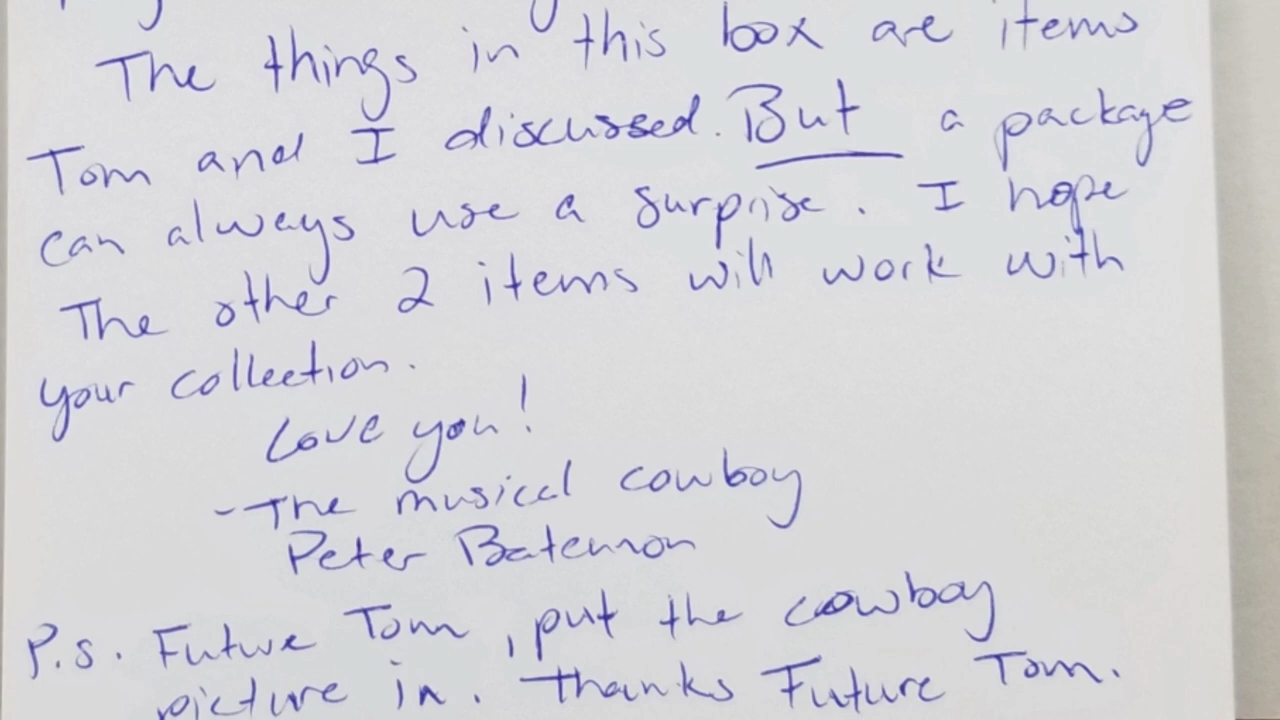 The things in this box are items
Tom and I discussed. But a package
can always use a surprise. I hope
The other 2 items will work with
your collection.
Love you!
-The musical cowboy
Peter Batemon
P.s. Future Tom, put the cowboy
picture in. Thanks Future Tom.